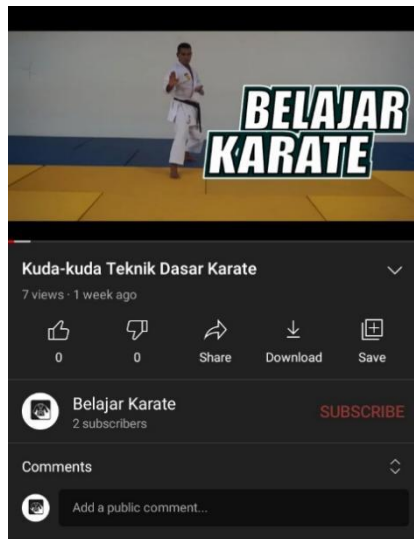 BELAJAR
KARATE
Kuda-kuda Teknik Dasar Karate
7 views · 1 week ago
0 0 Share Download Save
Belajar Karate
2 subscribers
SUBSCRIBE
Comments
Add a public comment...